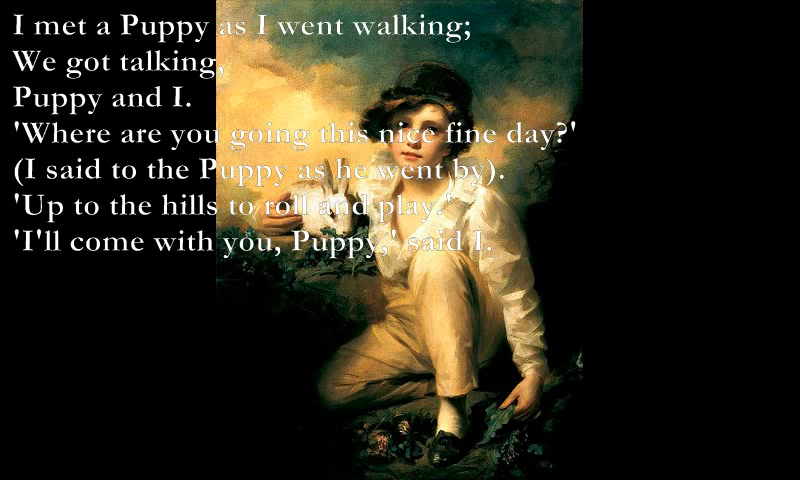 I met a Puppy as I went walking;
We got talking,
Puppy and I.
'Where are you going this nice fine day?'
(I said to the Puppy as he went by).
'Up to the hills to roll and play.'
'I'll come with you, Puppy,' said I.